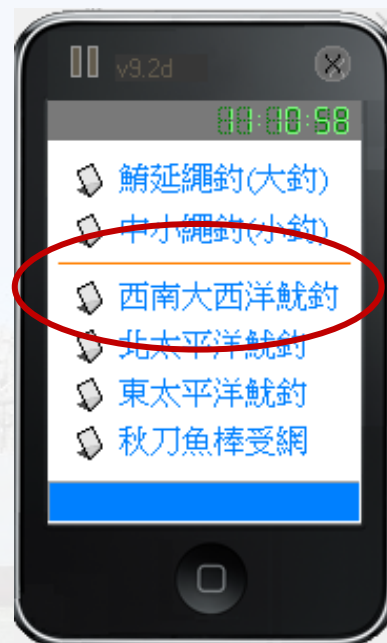 v9.2d
11:10:58
鮪延繩釣(大釣)
中小繩釣(小釣)
西南大西洋魷釣
北太平洋魷釣
東太平洋魷釣
秋刀魚棒受網